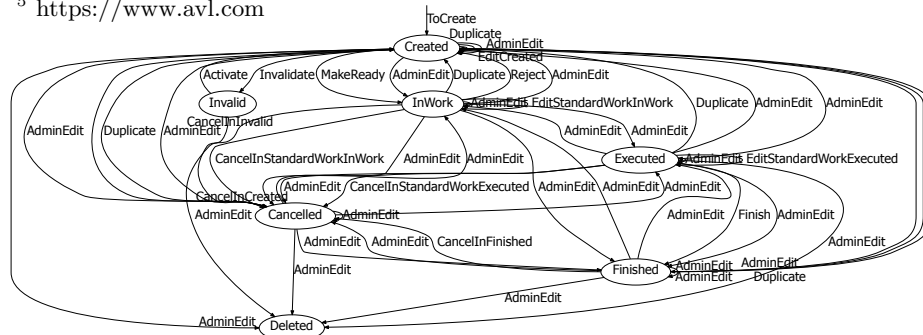 5 https://www.avl.com
ToCreate
Duplicate
Created AdminEdit
EditCreated
Activate Invalidate MakeReady AdminEdit Duplicate Reject AdminEdit
Invalid InWork AdminEdit EditStandardWorkInWork
CancelInInvalid
AdminEdit Duplicate AdminEdit Duplicate AdminEdit AdminEdit
AdminEdit AdminEdit
CancelInStandardWorkInWork AdminEdit AdminEdit Executed AdminEdit EditStandardWorkExecuted
CancelInCreated AdminEdit CancelInStandardWorkExecuted AdminEdit AdminEdit AdminEdit
AdminEdit Cancelled AdminEdit AdminEdit Finish AdminEdit
AdminEdit AdminEdit CancelInFinished AdminEdit
AdminEdit Finished AdminEdit AdminEdit
AdminEdit Duplicate
AdminEdit
AdminEdit Deleted